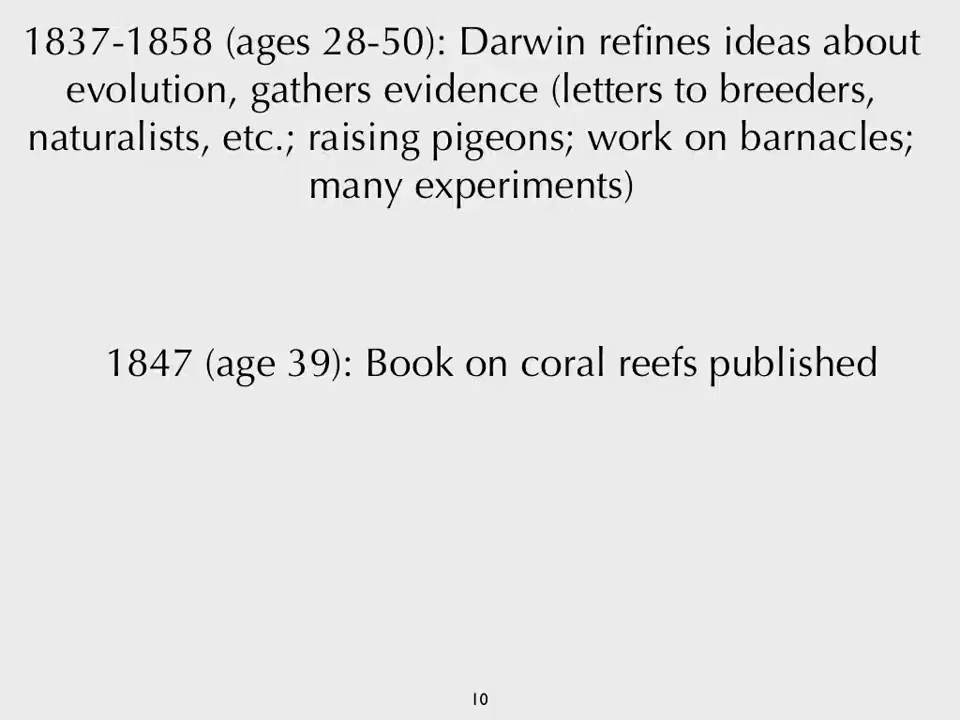 1837-1858 (ages 28-50): Darwin refines ideas about
evolution, gathers evidence (letters to breeders,
naturalists, etc.; raising pigeons; work on barnacles;
many experiments)
1847 (age 39): Book on coral reefs published
10